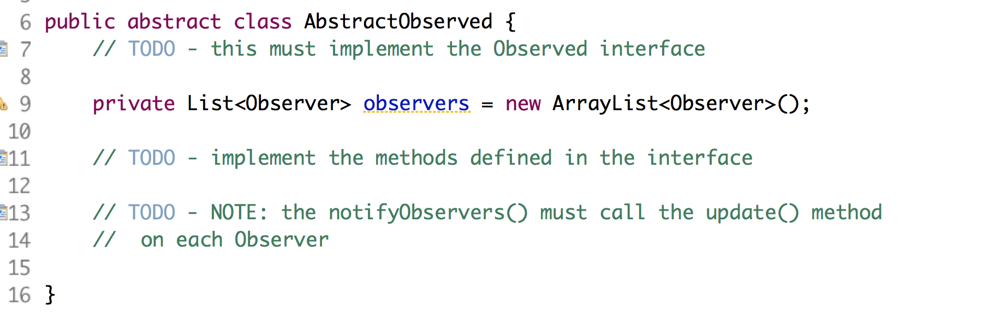 6 public abstract class AbstractObserved {
7 // TODO - this must implement the Observed interface
8
9 private List<Observer> observers = new ArrayList<Observer>();
10
11 // TODO - implement the methods defined in the interface
12
13 // TODO - NOTE: the notifyObservers() must call the update() method
14 //  on each Observer
15
16 }